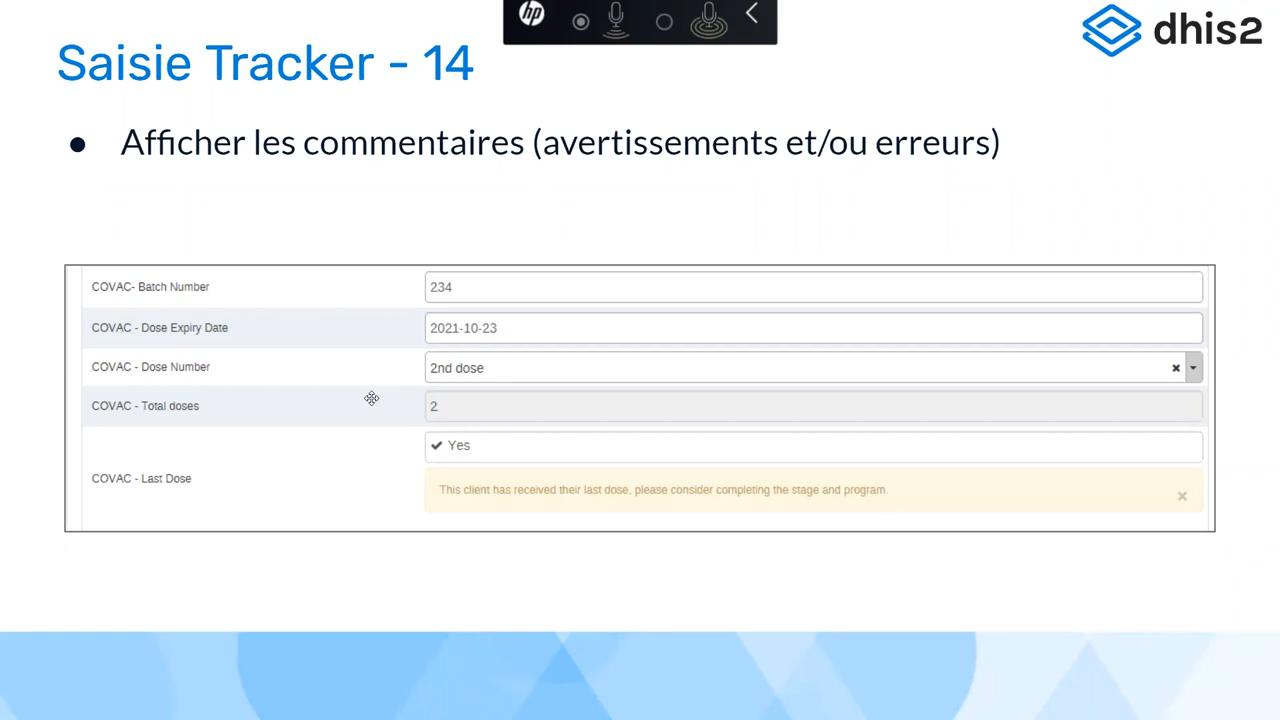 hp
dhis2
Saisie Tracker - 14
● Afficher les commentaires (avertissements et/ou erreurs)
COVAC- Batch Number 234
COVAC - Dose Expiry Date 2021-10-23
COVAC - Dose Number 2nd dose
COVAC - Total doses 2
Yes
COVAC - Last Dose
This client has received their last dose, please consider completing the stage and program.